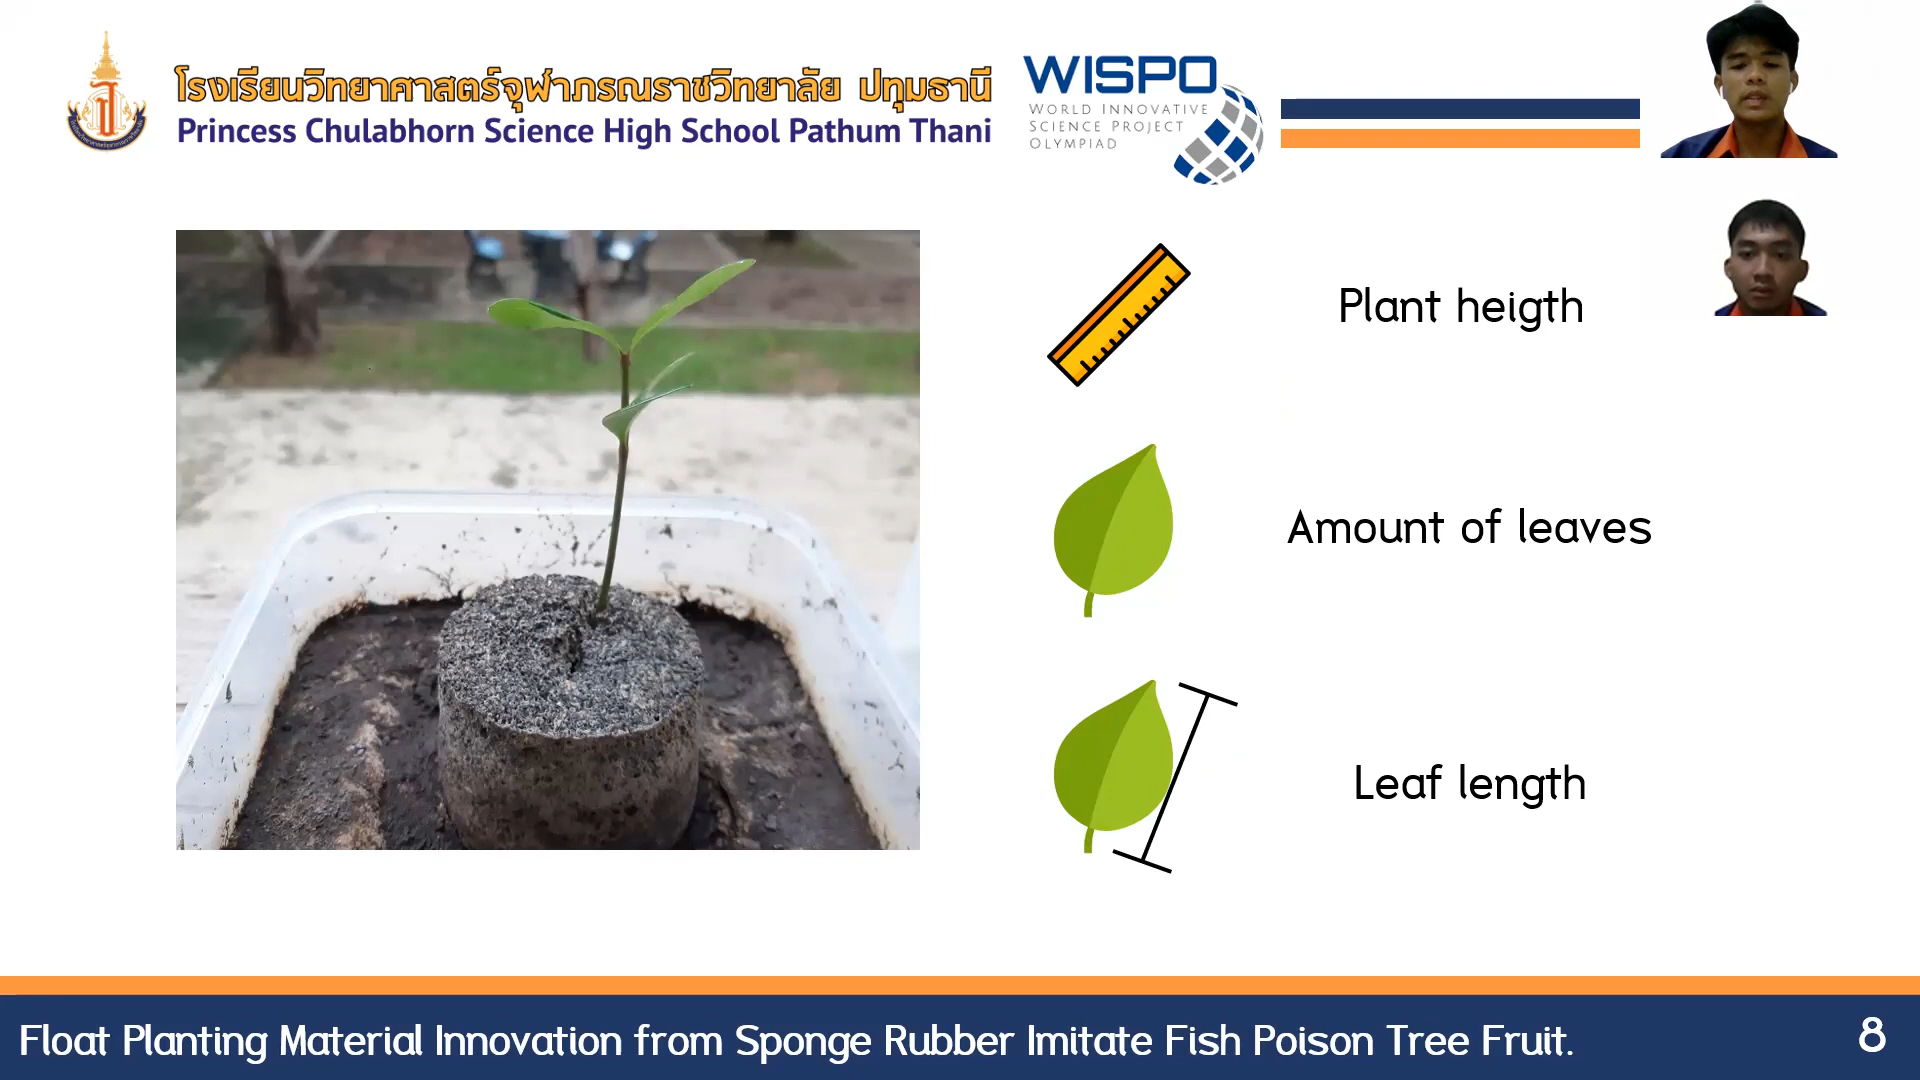 โรงเรียนวิทยาศาสตร์จุฬาภรณราชวิทยาลัย ปทุมธานี
Princess Chulabhorn Science High School Pathum Thani
WISPO
WORLD INNOVATIVE
SCIENCE PROJECT
OLYMPIAD
Plant heigth
Amount of leaves
Leaf length
Float Planting Material Innovation from Sponge Rubber Imitate Fish Poison Tree Fruit.
8